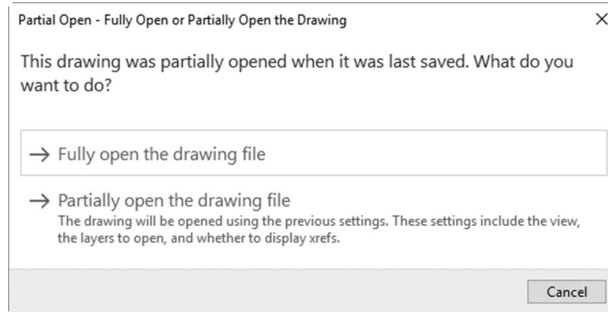 Partial Open - Fully Open or Partially Open the Drawing
This drawing was partially opened when it was last saved. What do you
want to do?
→ Fully open the drawing file
→ Partially open the drawing file
The drawing will be opened using the previous settings. These settings include the view,
the layers to open, and whether to display xrefs.
Cancel